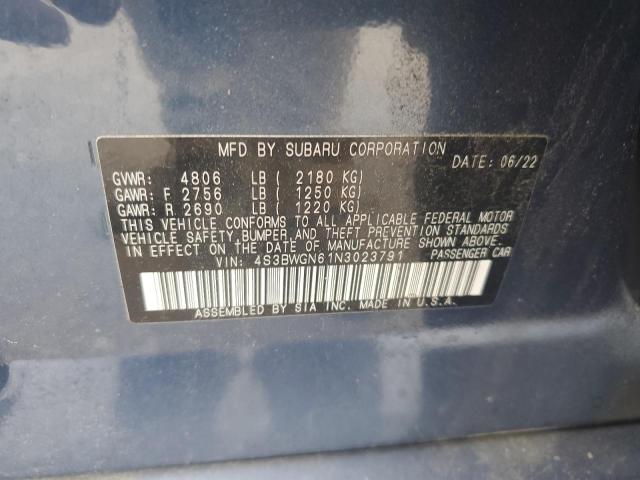 MFD BY SUBARU CORPORATION
DATE: 06/22
GVWR: 4806 LB ( 2180 KG)
GAWR: F 2756 LB ( 1250 KG)
GAWR: R 2690 LB ( 1220 KG)
THIS VEHICLE CONFORMS TO ALL APPLICABLE FEDERAL MOTOR
VEHICLE SAFETY, BUMPER, AND THEFT PREVENTION STANDARDS
IN EFFECT ON THE DATE OF MANUFACTURE SHOWN ABOVE.
VIN: 4S3BWGN61N3023791 PASSENGER CAR
ASSEMBLED BY SIA INC. MADE IN U.S.A.